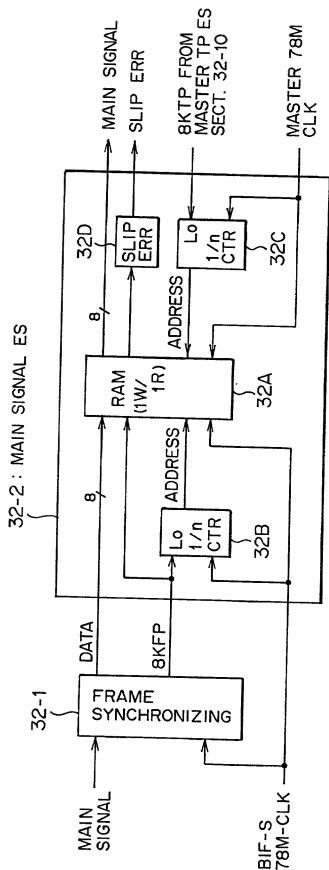 32-2: MAIN SIGNAL ES
32-1
FRAME
SYNCHRONIZING
MAIN
SIGNAL
BIF-S
78M-CLK
DATA
8
8KFP
Lo
1/n
CTR
32B
ADDRESS
RAM
(1W/
1R)
32A
8
SLIP
ERR
32D
ADDRESS
Lo
1/n
CTR
32C
MAIN SIGNAL
SLIP ERR
8KTP FROM
MASTER TP ES
SECT. 32-10
MASTER 78M
CLK